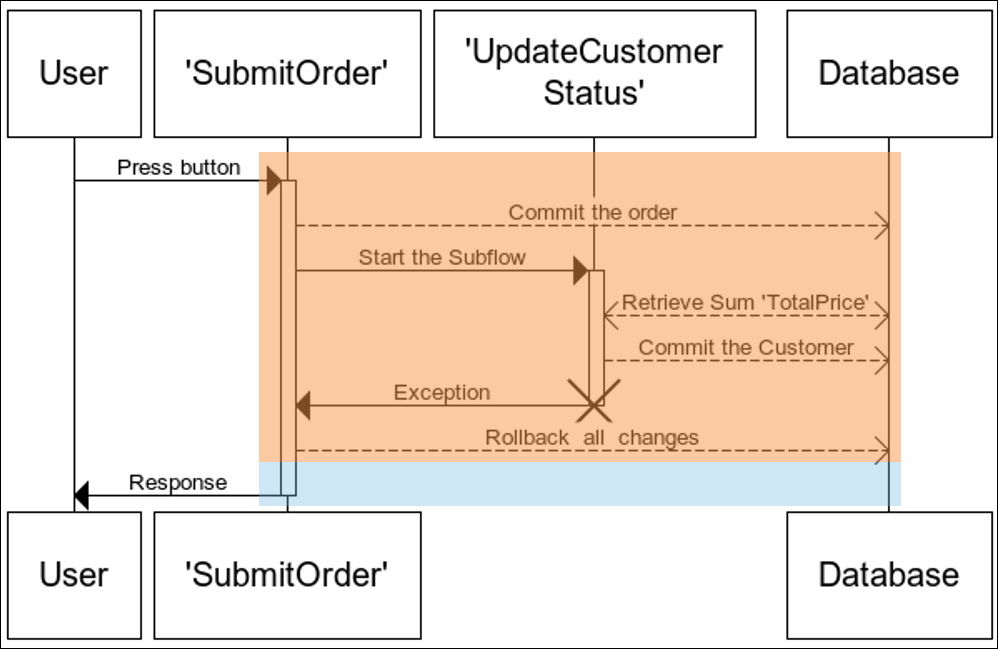 User
'SubmitOrder'
'UpdateCustomer
Status'
Database
Press button
Commit the order
Start the Subflow
Retrieve Sum 'TotalPrice'
Commit the Customer
Exception
Rollback all changes
Response
User
'SubmitOrder'
Database